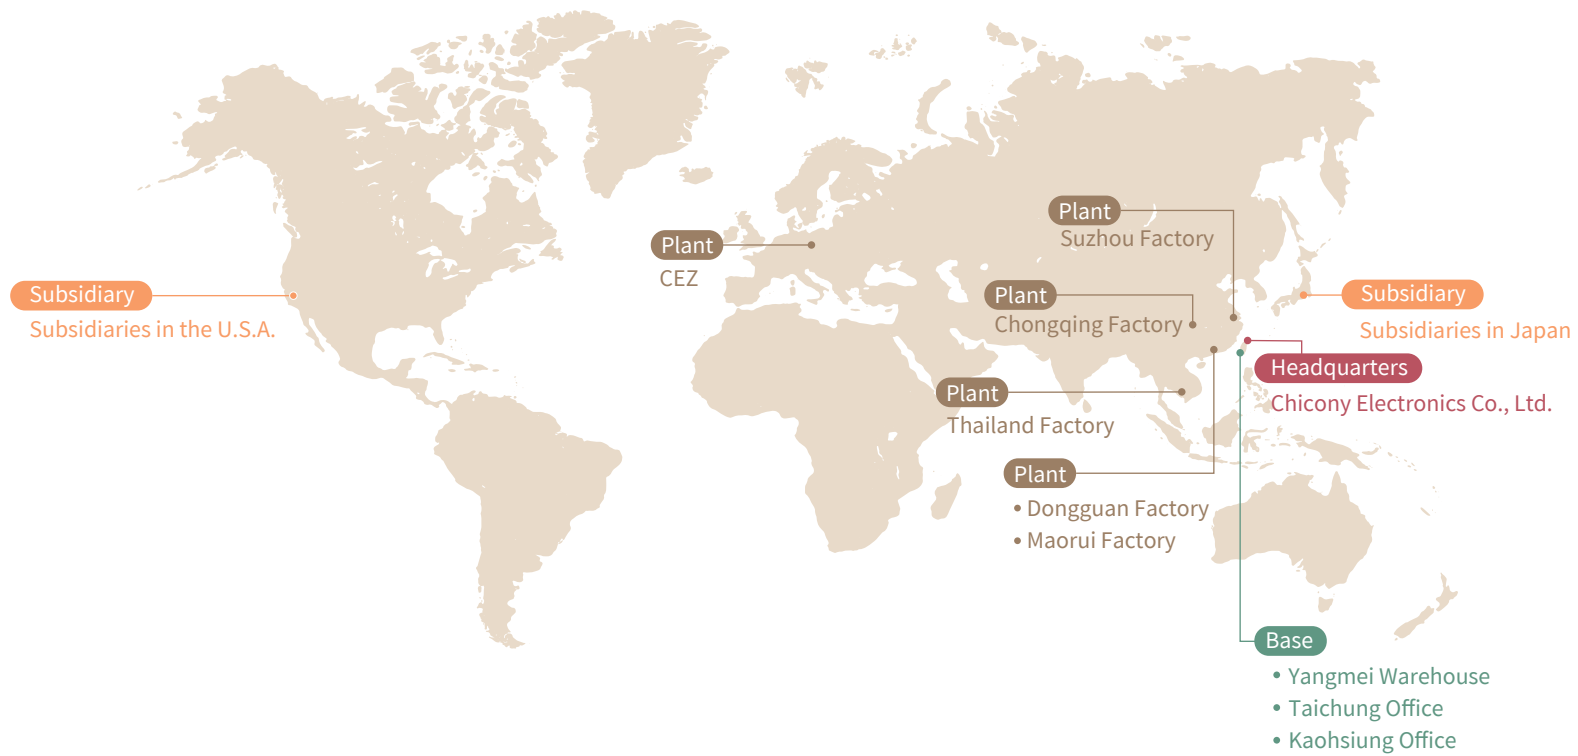 Plant
Suzhou Factory
Plant
CEZ
Subsidiary
Subsidiaries in the U.S.A.
Plant
Chongqing Factory
Subsidiary
Subsidiaries in Japan
Headquarters
Chicony Electronics Co., Ltd.
Plant
Thailand Factory
Plant
• Dongguan Factory
• Maorui Factory
Base
• Yangmei Warehouse
• Taichung Office
• Kaohsiung Office